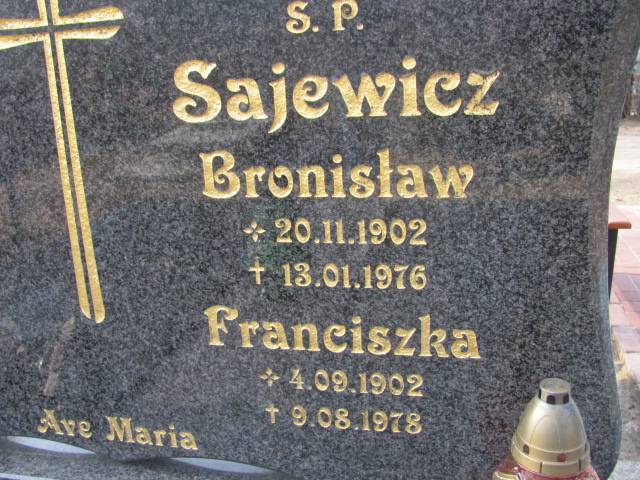 Ś. P.
Sajewicz
Bronisław
20.11.1902
† 13.01.1976
Franciszka
4.09.1902
† 9.08.1978
Ave Maria